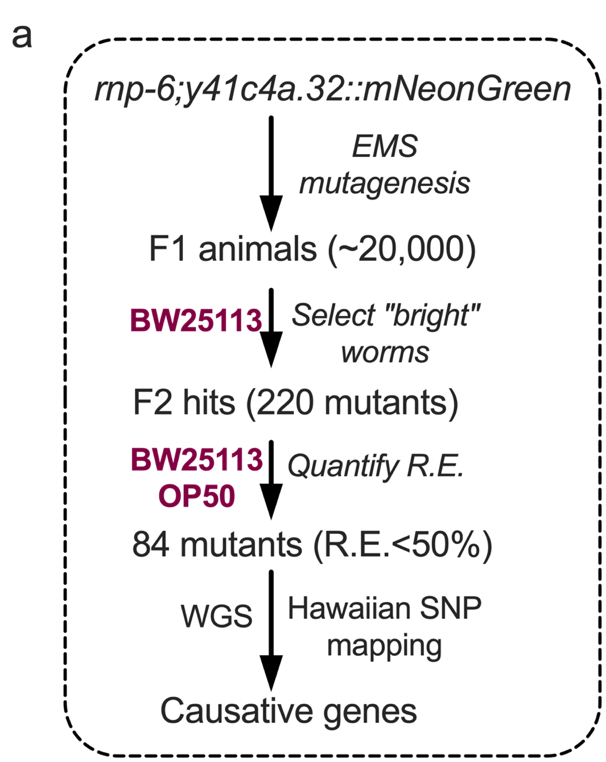 a
rnp-6;y41c4a.32::mNeonGreen
EMS
mutagenesis
F1 animals (~20,000)
BW25113
Select "bright"
worms
F2 hits (220 mutants)
BW25113
OP50
Quantify R.E.
84 mutants (R.E.<50%)
WGS
Hawaiian SNP
mapping
Causative genes